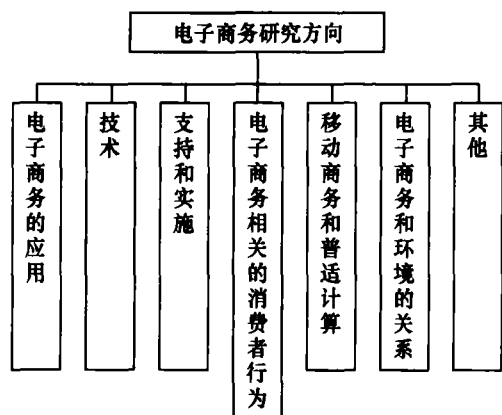 电子商务研究方向
电子商务的应用
技术
支持和实施
电子商务相关的消费者行为
移动商务和普适计算
电子商务和环境的关系
其他